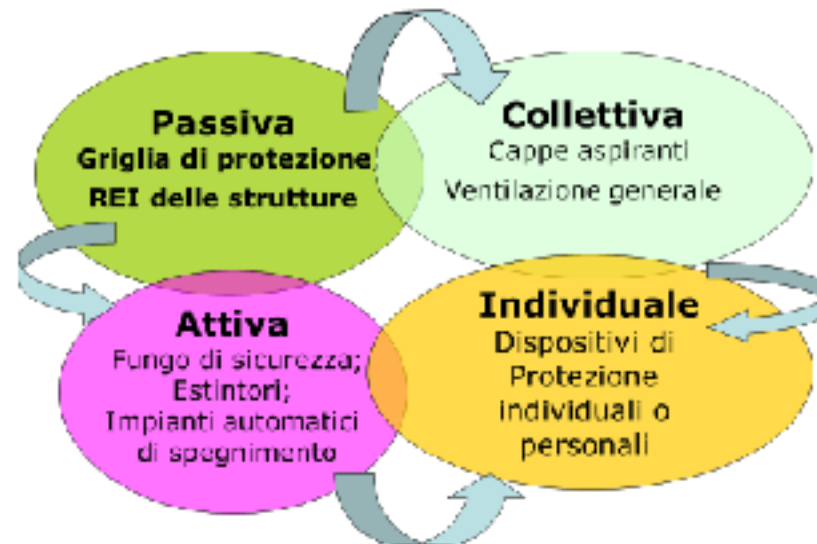 Passiva
Griglia di protezione
REI delle strutture
Collettiva
Cappe aspiranti
Ventilazione generale
Attiva
Fungo di sicurezza;
Estintori;
Impianti automatici
di spegnimento
Individuale
Dispositivi di
Protezione
individuali o
personali